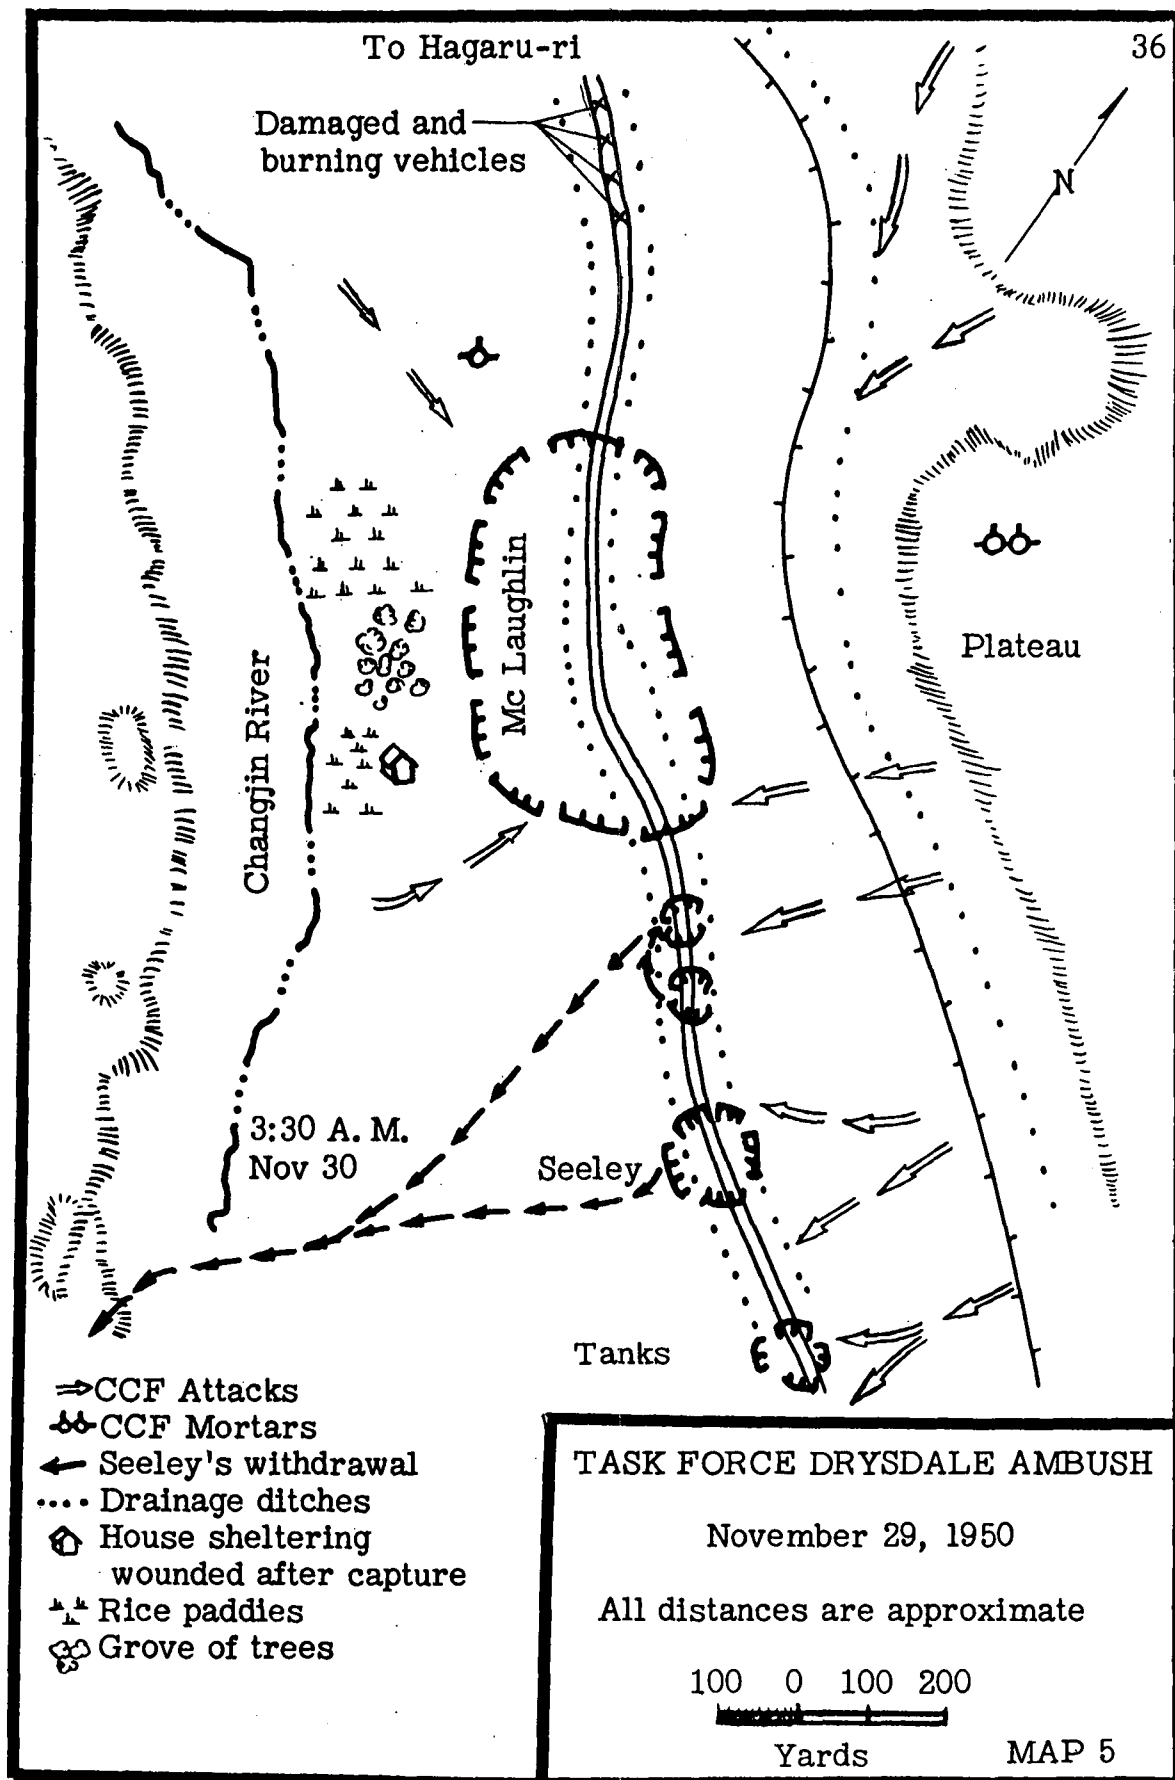 To Hagaru-ri
36
Damaged and
burning vehicles
N
Mc Laughlin
Plateau
Changjin River
3:30 A. M.
Nov 30
Seeley
Tanks
CCF Attacks
CCF Mortars
Seeley's withdrawal
Drainage ditches
House sheltering
wounded after capture
Rice paddies
Grove of trees
TASK FORCE DRYSDALE AMBUSH
November 29, 1950
All distances are approximate
100 0 100 200
Yards
MAP 5